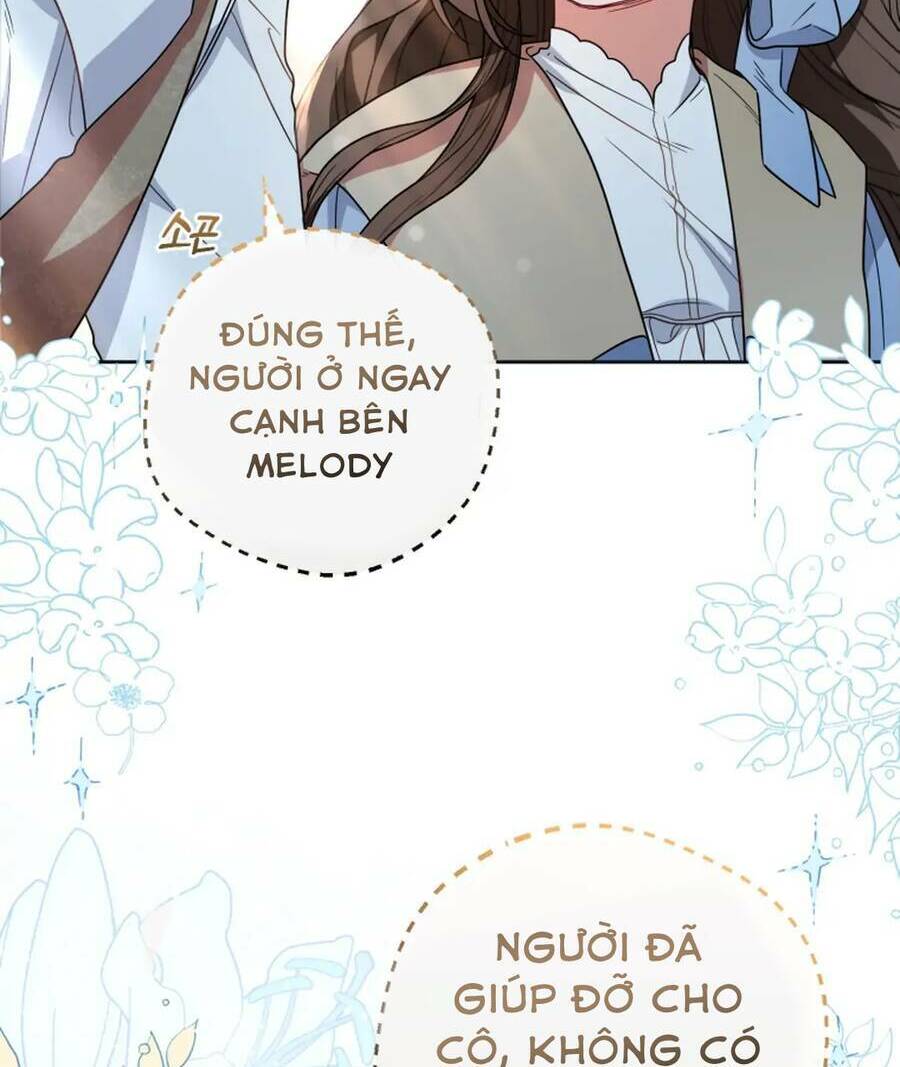 소곤
ĐÚNG THẾ,
NGƯỜI Ở NGAY
CẠNH BÊN
MELODY
NGƯỜI ĐÃ
GIÚP ĐỠ CHO
CÔ, KHÔNG CÓ